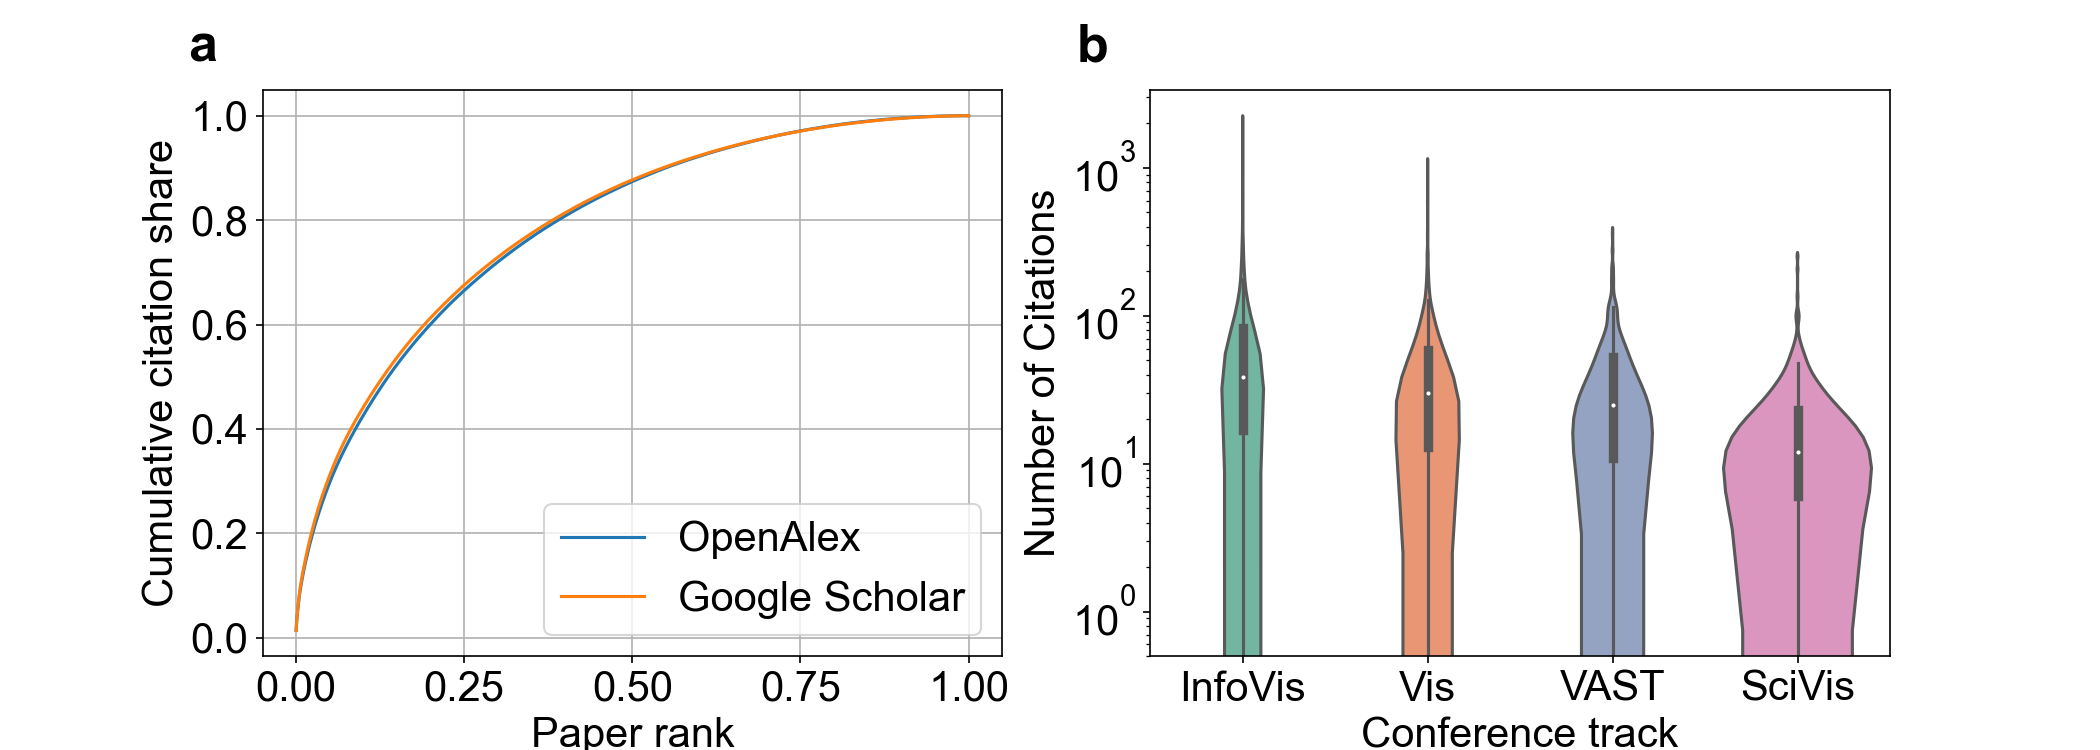 a
Cumulative citation share
1.0
0.8
0.6
0.4
0.2
0.0
OpenAlex
Google Scholar
0.00 0.25 0.50 0.75 1.00
Paper rank
b
Number of Citations
10^3
10^2
10^1
10^0
InfoVis Vis VAST SciVis
Conference track